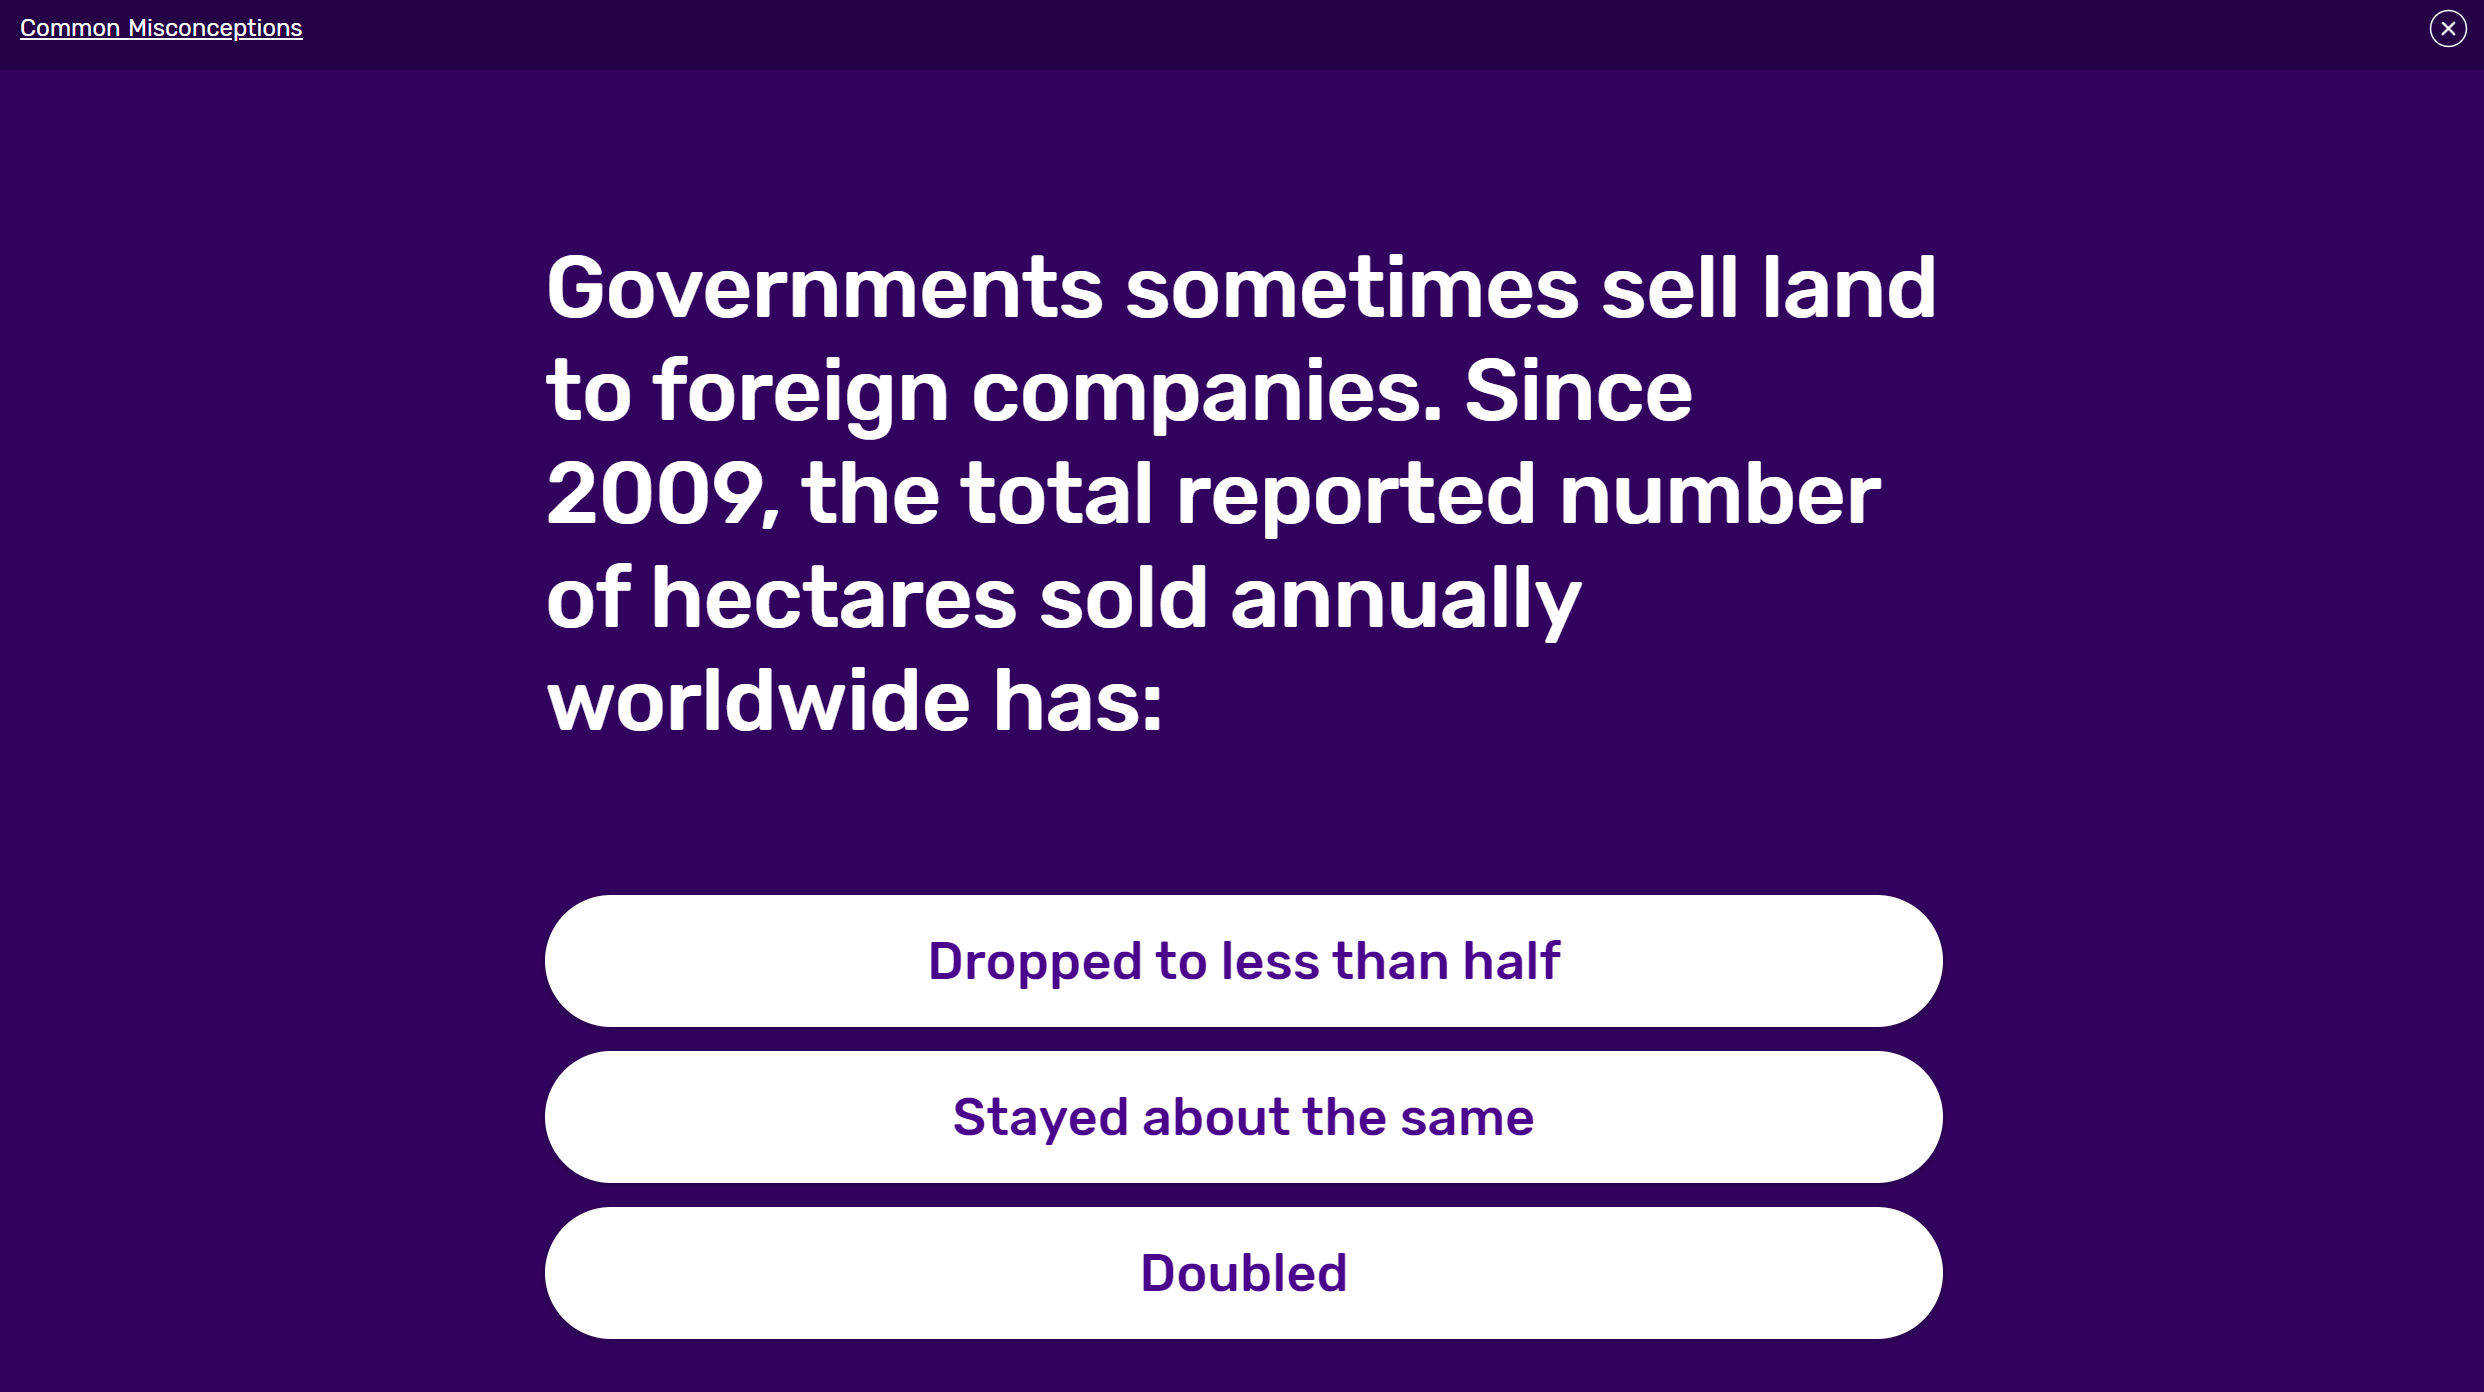 Common Misconceptions
Governments sometimes sell land
to foreign companies. Since
2009, the total reported number
of hectares sold annually
worldwide has:
Dropped to less than half
Stayed about the same
Doubled